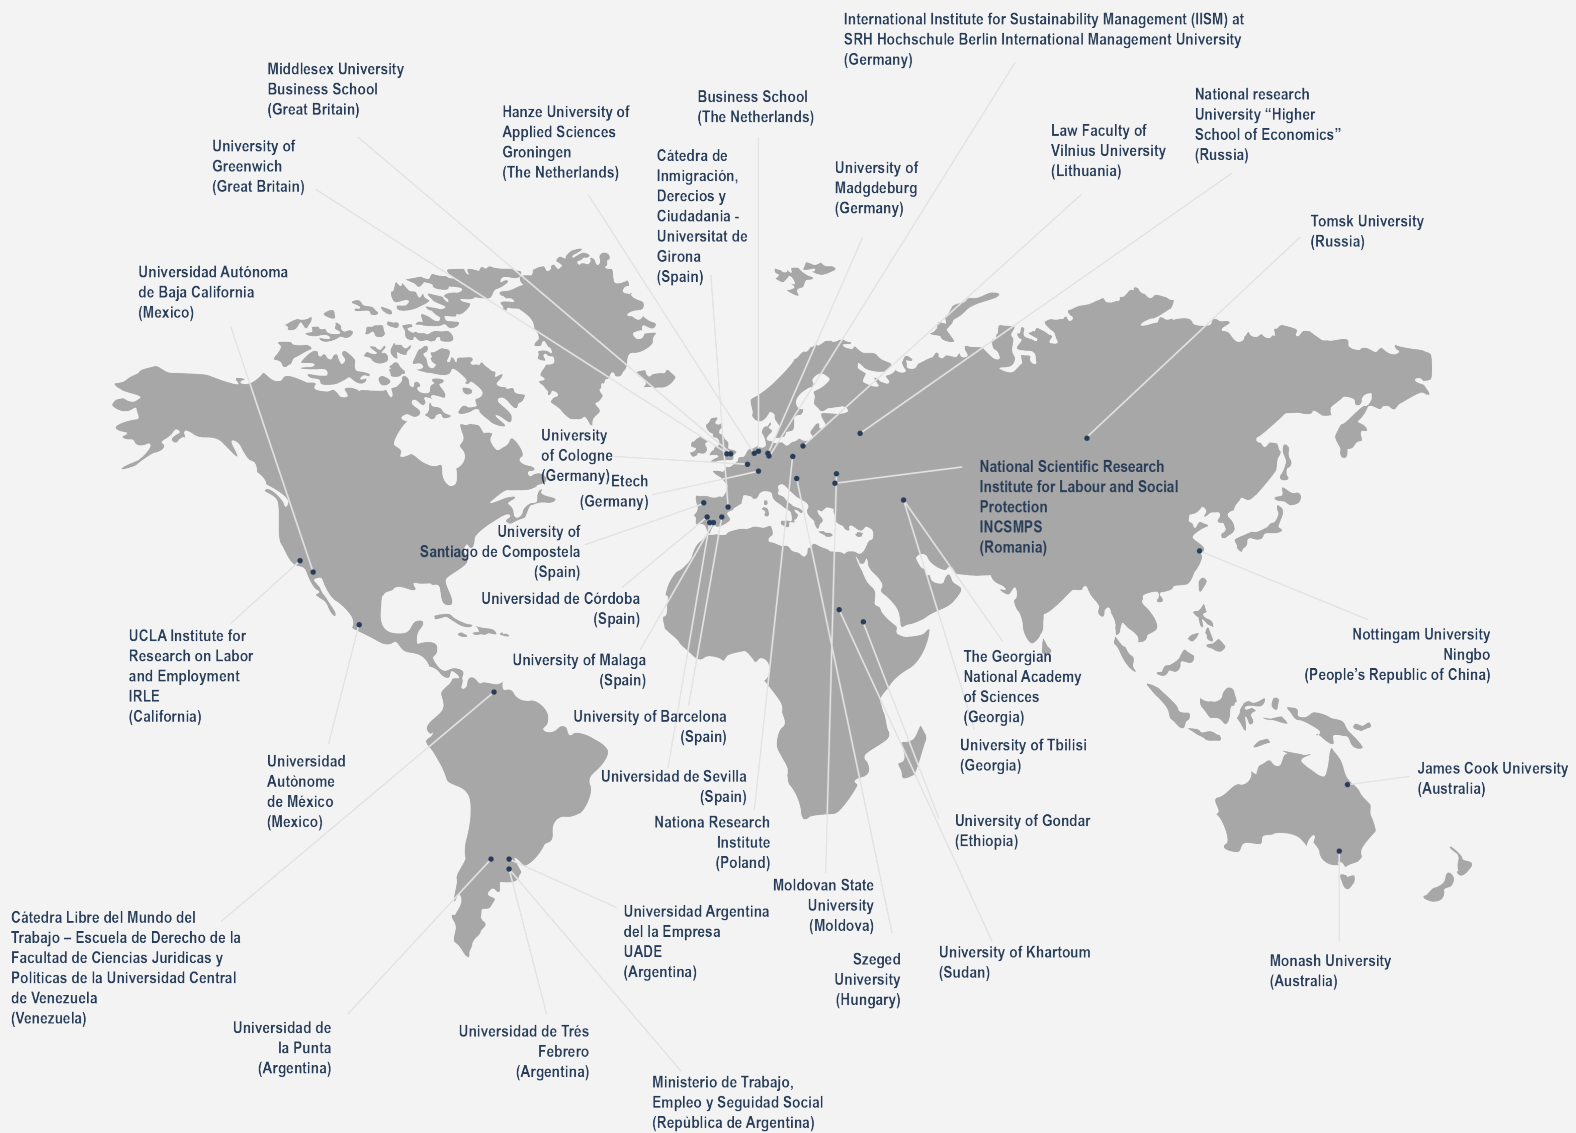 International Institute for Sustainability Management (IISM) at
SRH Hochschule Berlin International Management University
(Germany)
Middlesex University
Business School
(Great Britain)
Hanze University of
Applied Sciences
Groningen
(The Netherlands)
Business School
(The Netherlands)
National research
University “Higher
School of Economics”
(Russia)
Law Faculty of
Vilnius University
(Lithuania)
University of
Greenwich
(Great Britain)
Cátedra de
Inmigración,
Derecios y
Ciudadania -
Universitat de
Girona
(Spain)
University of
Madgdeburg
(Germany)
Tomsk University
(Russia)
Universidad Autónoma
de Baja California
(Mexico)
University
of Cologne
(Germany)
Etech
(Germany)
National Scientific Research
Institute for Labour and Social
Protection
INCSMPS
(Romania)
University of
Santiago de Compostela
(Spain)
Universidad de Córdoba
(Spain)
UCLA Institute for
Research on Labor
and Employment
IRLE
(California)
University of Malaga
(Spain)
The Georgian
National Academy
of Sciences
(Georgia)
Nottingam University
Ningbo
(People’s Republic of China)
University of Barcelona
(Spain)
University of Tbilisi
(Georgia)
Universidad
Autónome
de México
(Mexico)
Universidad de Sevilla
(Spain)
James Cook University
(Australia)
Nationa Research
Institute
(Poland)
University of Gondar
(Ethiopia)
Moldovan State
University
(Moldova)
Cátedra Libre del Mundo del
Trabajo – Escuela de Derecho de la
Facultad de Ciencias Juridicas y
Politicas de la Universidad Central
de Venezuela
(Venezuela)
Universidad Argentina
del la Empresa
UADE
(Argentina)
Szeged
University
(Hungary)
University of Khartoum
(Sudan)
Monash University
(Australia)
Universidad de
la Punta
(Argentina)
Universidad de Trés
Febrero
(Argentina)
Ministerio de Trabajo,
Empleo y Seguidad Social
(República de Argentina)